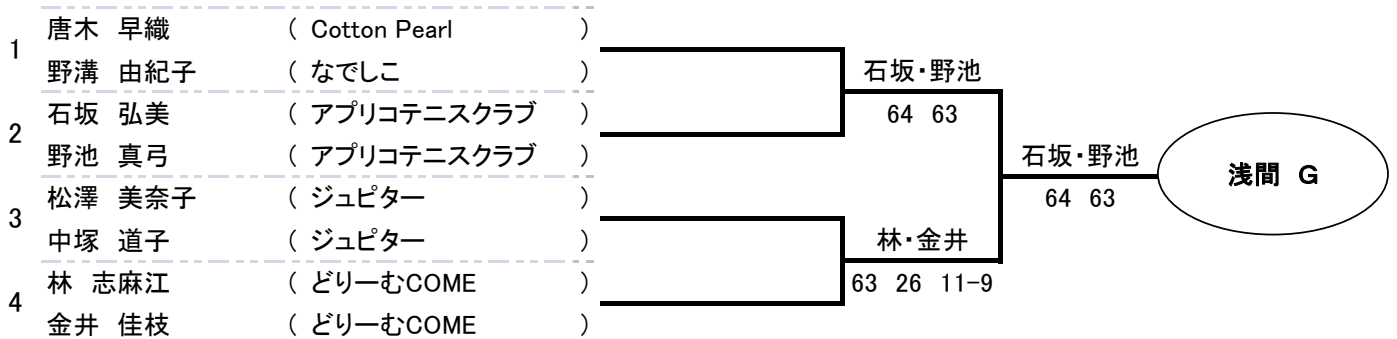 1
唐木 早織 ( Cotton Pearl )
野溝 由紀子 ( なでしこ )
2
石坂 弘美 ( アプリコテニスクラブ )
野池 真弓 ( アプリコテニスクラブ )
3
松澤 美奈子 ( ジュピター )
中塚 道子 ( ジュピター )
4
林 志麻江 ( どりーむCOME )
金井 佳枝 ( どりーむCOME )
石坂・野池
64 63
林・金井
63 26 11-9
石坂・野池
64 63
浅間 G